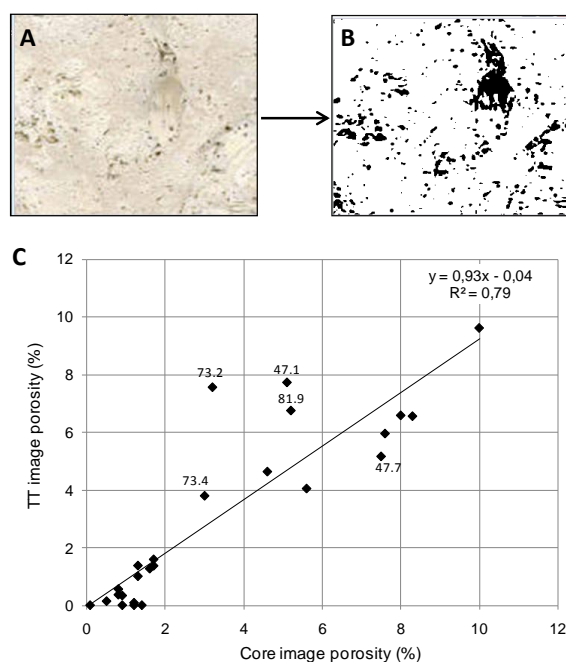 A
B
C
12
y = 0,93x - 0,04
R² = 0,79
10
8
73.2
47.1
81.9
6
47.7
4
73.4
2
0
0
2
4
6
8
10
12
TT image porosity (%)
Core image porosity (%)